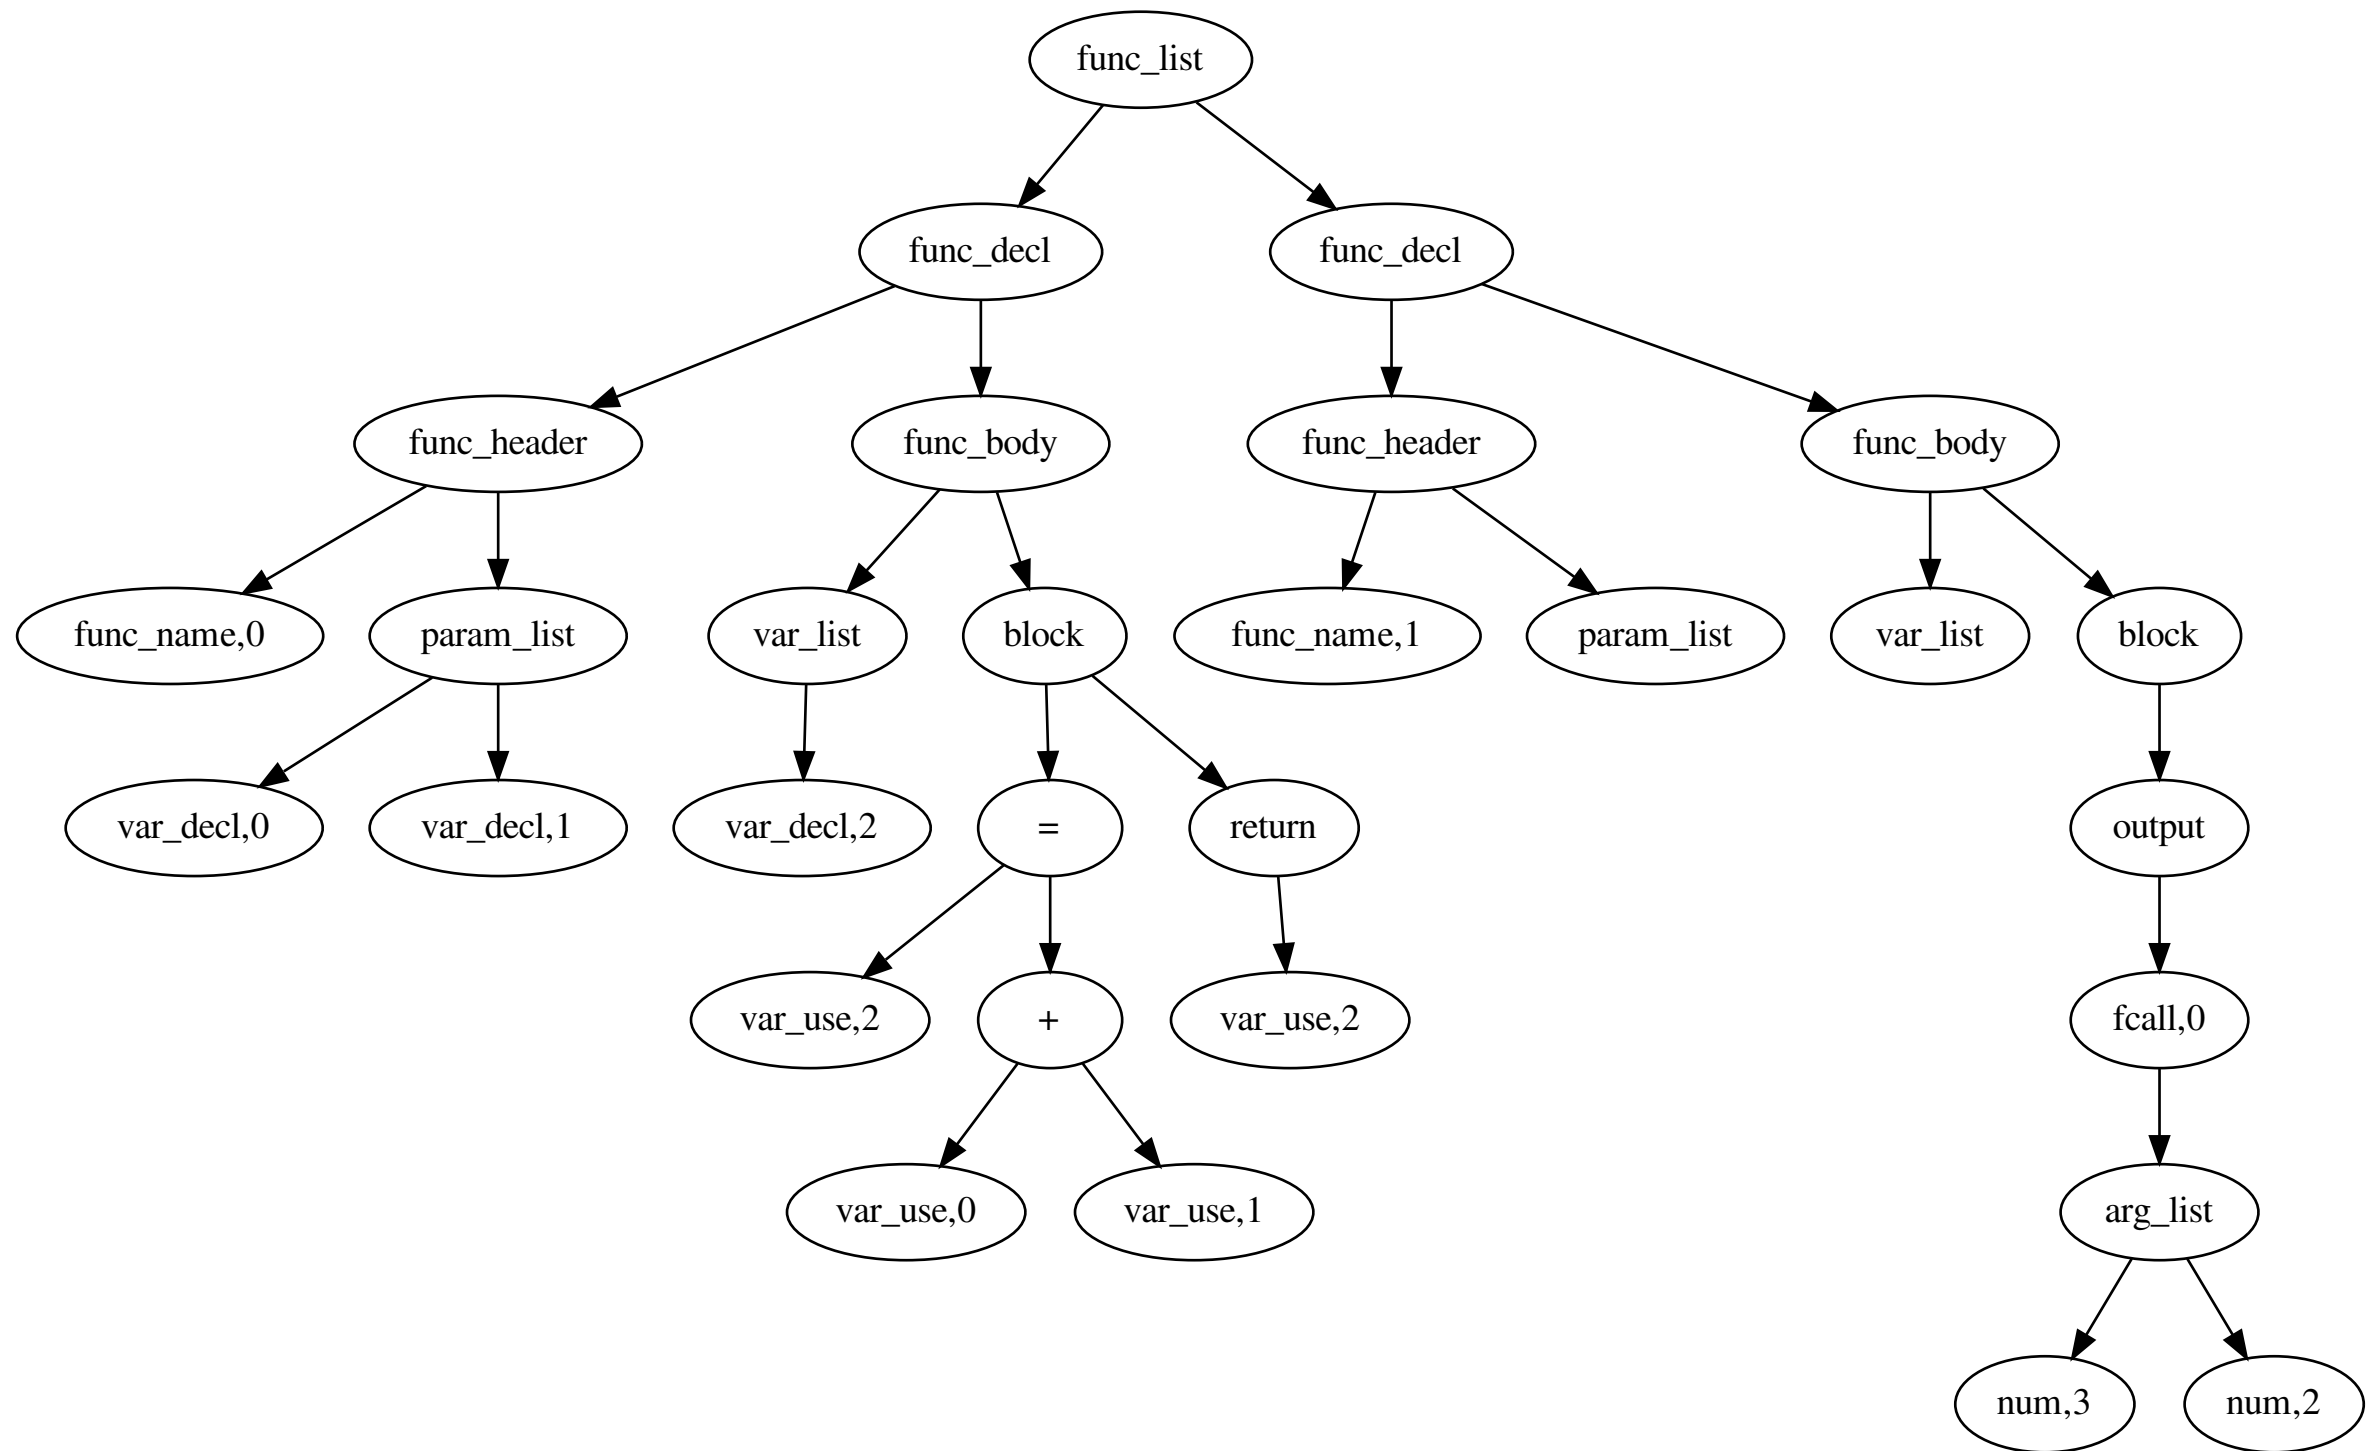 func_list
func_decl
func_decl
func_header
func_body
func_header
func_body
func_name,0
param_list
var_list
block
func_name,1
param_list
var_list
block
var_decl,0
var_decl,1
var_decl,2
=
return
output
var_use,2
+
var_use,2
fcall,0
var_use,0
var_use,1
arg_list
num,3
num,2